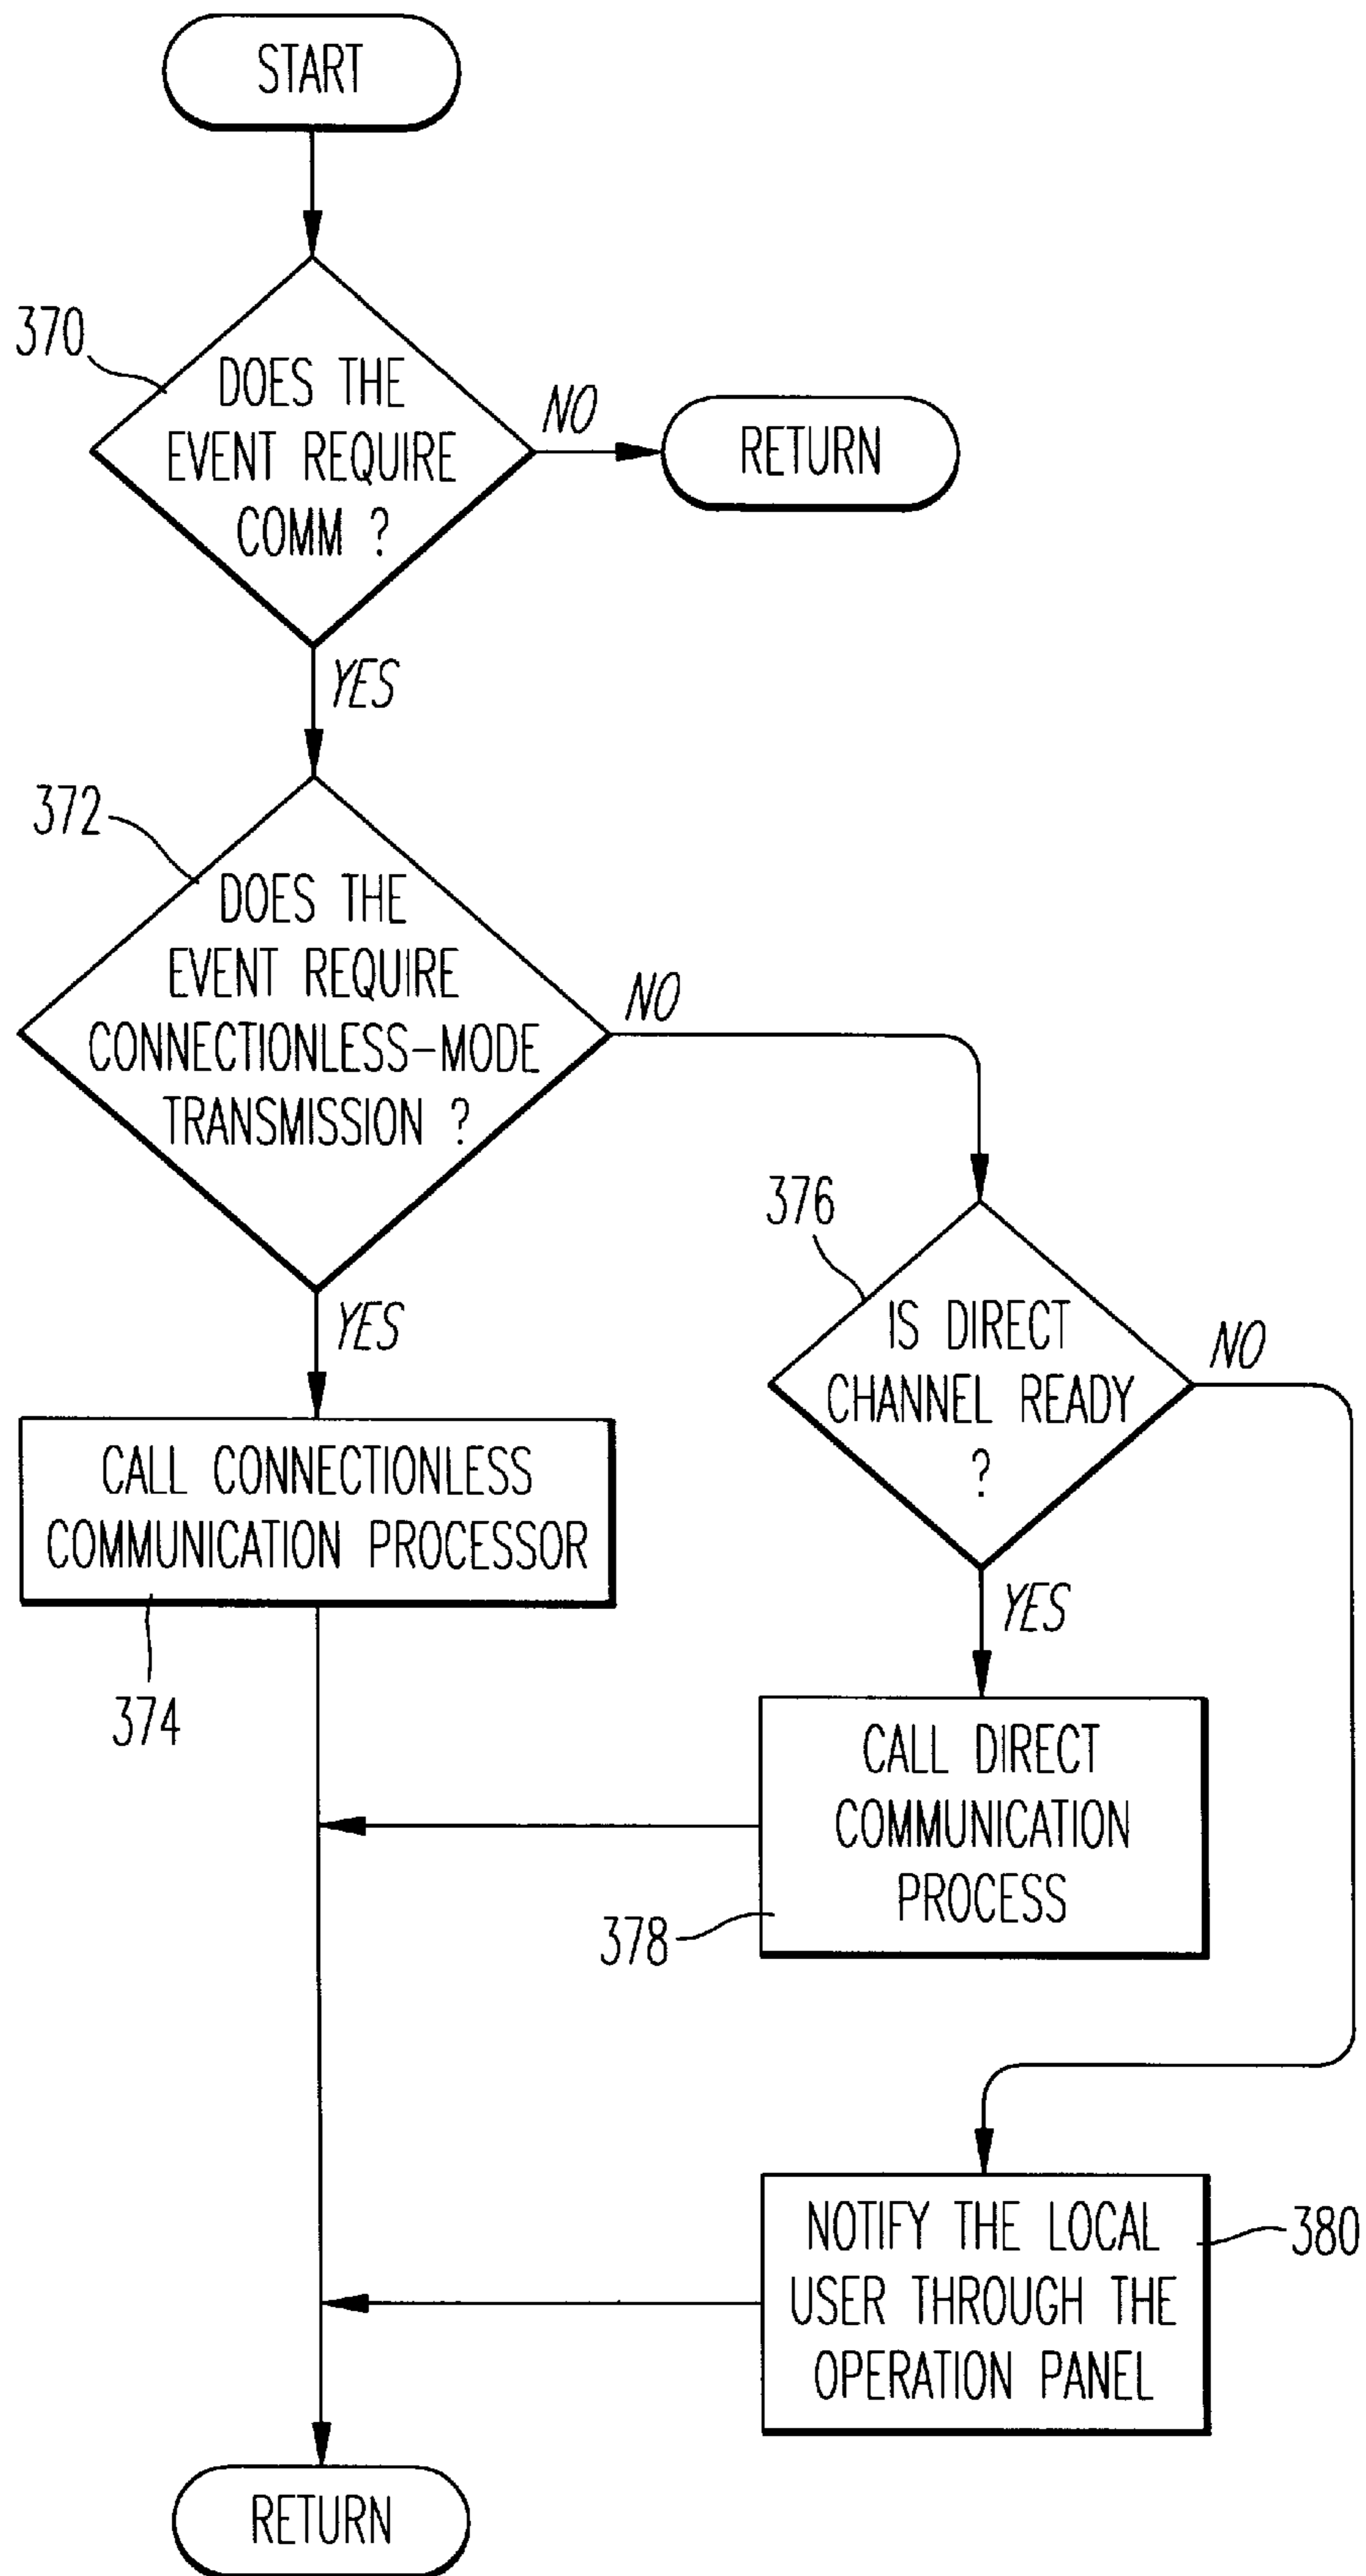 START
370
DOES THE
EVENT REQUIRE
COMM ?
NO
RETURN
YES
372
DOES THE
EVENT REQUIRE
CONNECTIONLESS-MODE
TRANSMISSION ?
NO
YES
376
IS DIRECT
CHANNEL READY
?
NO
YES
CALL CONNECTIONLESS
COMMUNICATION PROCESSOR
374
CALL DIRECT
COMMUNICATION
PROCESS
378
NOTIFY THE LOCAL
USER THROUGH THE
OPERATION PANEL
380
RETURN